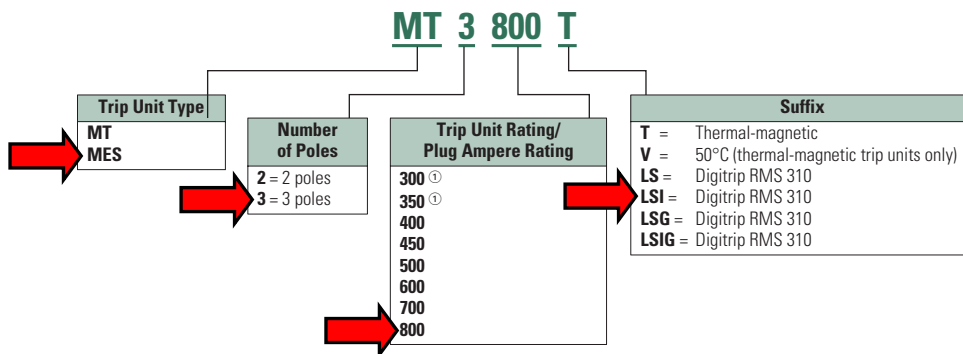 MT 3 800 T
Trip Unit Type
MT
MES
Number
of Poles
2 = 2 poles
3 = 3 poles
Trip Unit Rating/
Plug Ampere Rating
300 ①
350 ①
400
450
500
600
700
800
Suffix
T = Thermal-magnetic
V = 50°C (thermal-magnetic trip units only)
LS = Digitrip RMS 310
LSI = Digitrip RMS 310
LSG = Digitrip RMS 310
LSIG = Digitrip RMS 310